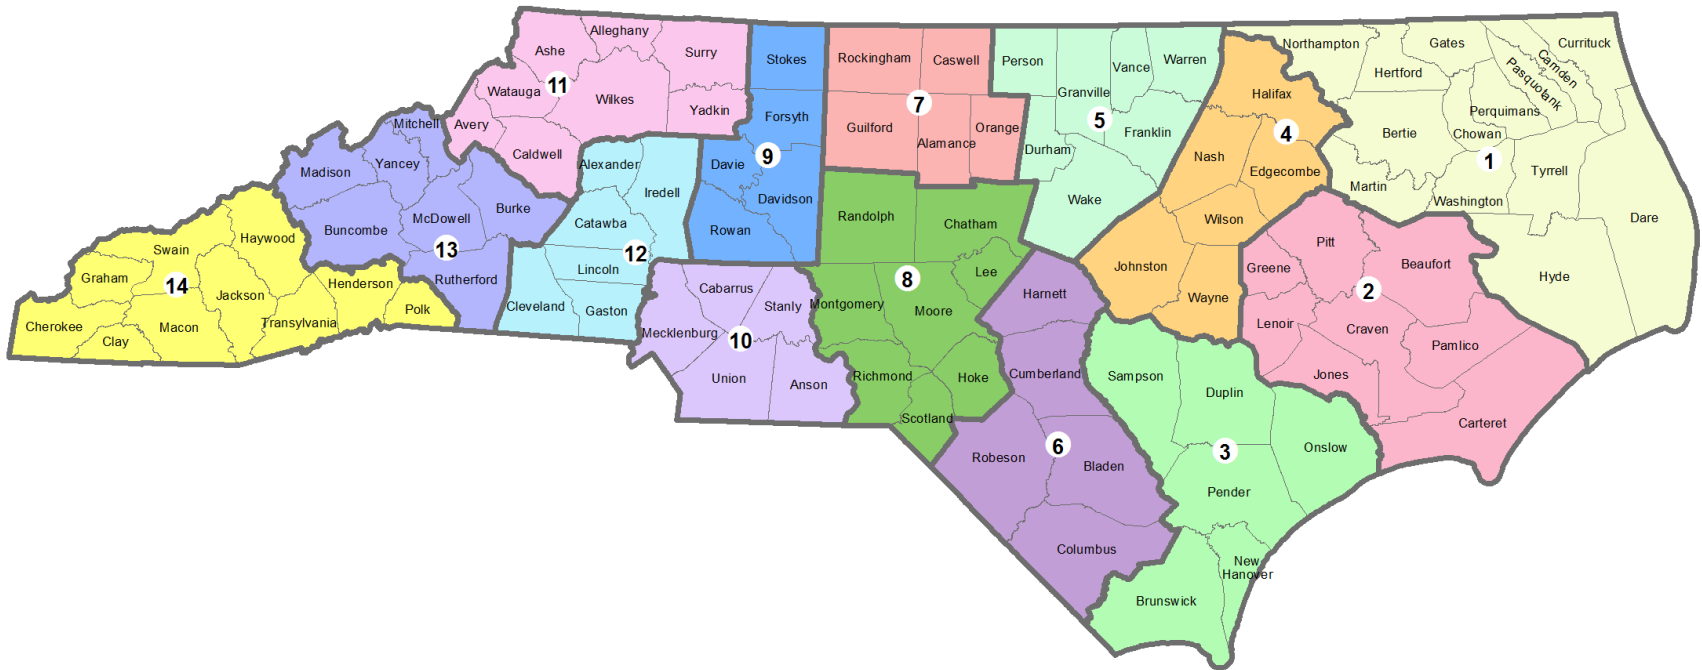 Alleghany
Ashe
Surry
11
Watauga
Wilkes
Yadkin
Avery
Caldwell
Stokes
Forsyth
Davie
9
Davidson
Rowan
Rockingham
Caswell
7
Guilford
Alamance
Orange
Person
Vance
Warren
Granville
5
Franklin
Durham
Wake
Halifax
4
Nash
Edgecombe
Wilson
Johnston
Wayne
Northampton
Gates
Currituck
Camden
Pasquotank
Hertford
Perquimans
Bertie
Chowan
1
Tyrrell
Martin
Washington
Dare
Hyde
Mitchell
Yancey
Madison
McDowell
Burke
Buncombe
13
Rutherford
Alexander
Iredell
Catawba
12
Lincoln
Cleveland
Gaston
Haywood
Swain
Graham
14
Jackson
Henderson
Polk
Cherokee
Macon
Transylvania
Clay
Cabarrus
Stanly
Mecklenburg
10
Union
Anson
Randolph
Chatham
Lee
8
Montgomery
Moore
Richmond
Hoke
Scotland
Harnett
Cumberland
6
Robeson
Bladen
Columbus
Pitt
Beaufort
Greene
2
Lenoir
Craven
Pamlico
Jones
Carteret
Sampson
Duplin
3
Onslow
Pender
New
Hanover
Brunswick